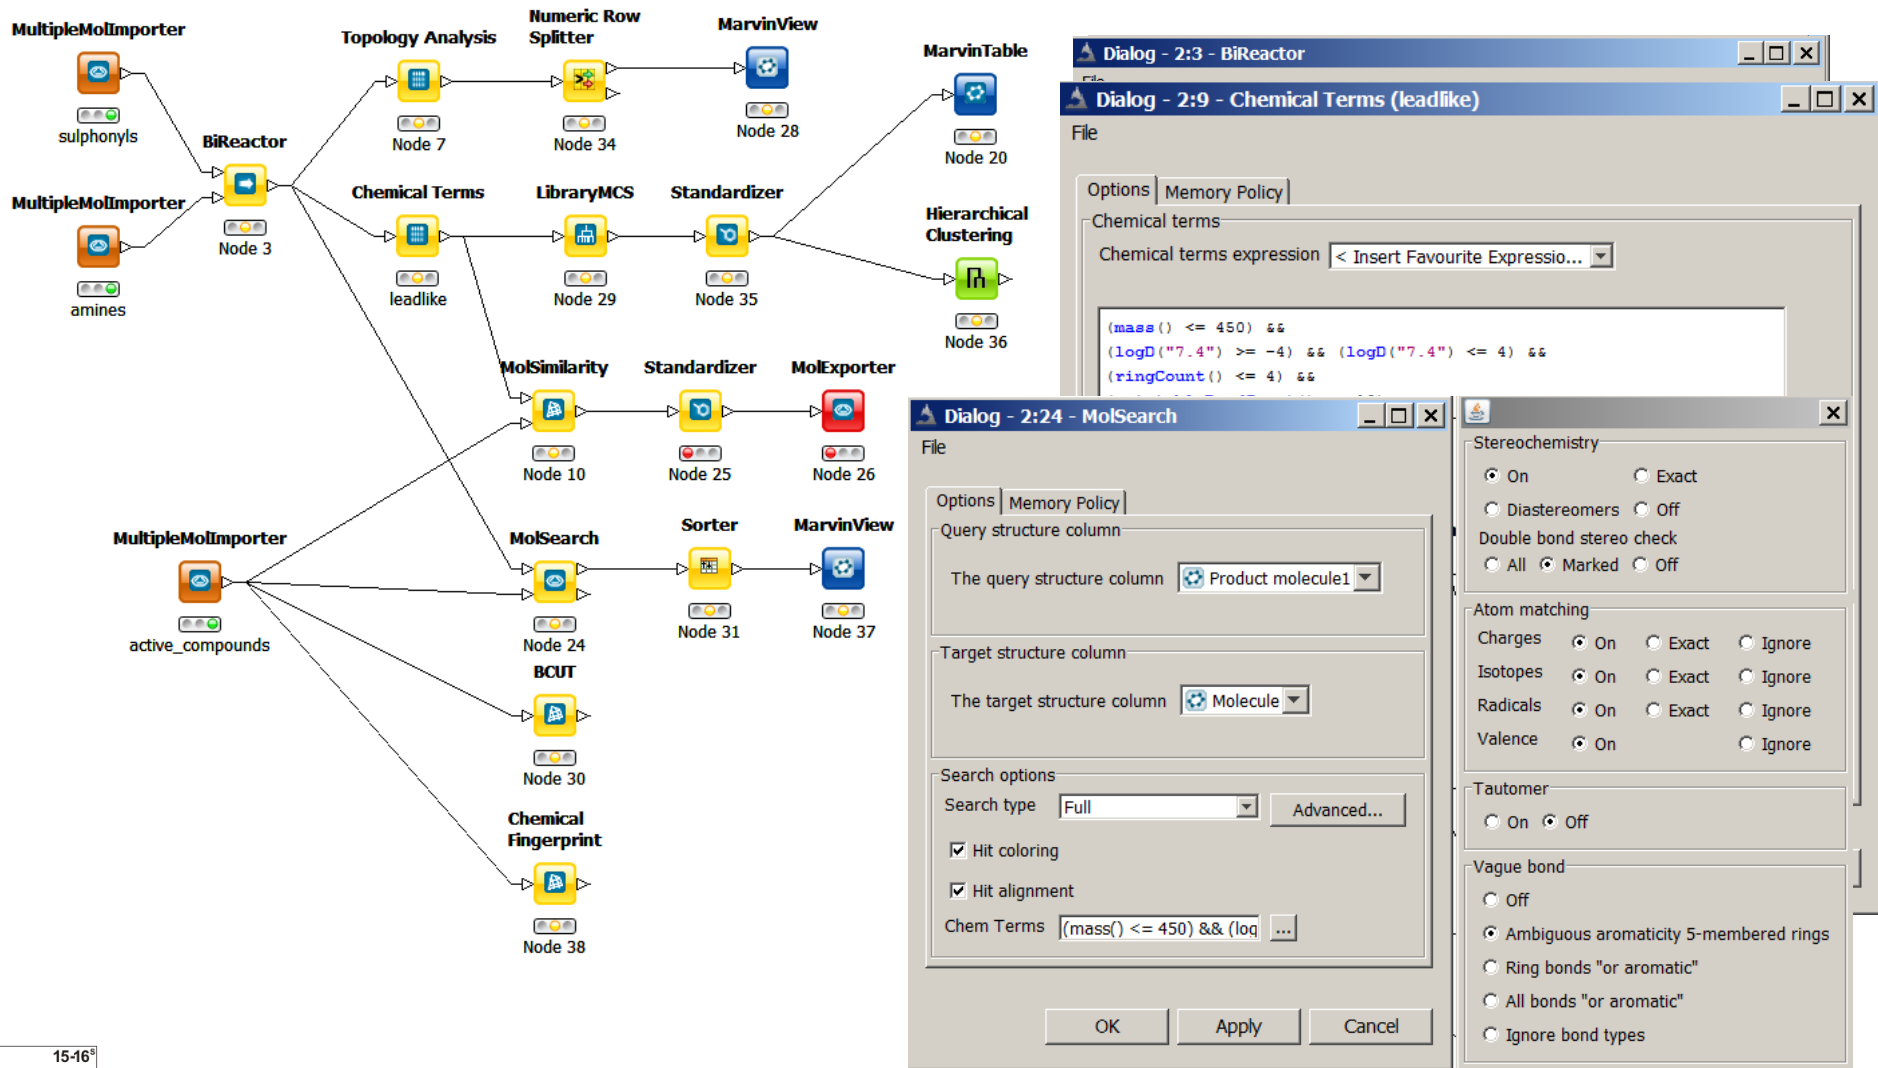 MultipleMolImporter
sulphonyls
MultipleMolImporter
amines
BiReactor
Node 3
Topology Analysis
Node 7
Numeric Row
Splitter
Node 34
MarvinView
Node 28
Chemical Terms
leadlike
LibraryMCS
Node 29
Standardizer
Node 35
MarvinTable
Node 20
Hierarchical
Clustering
Node 36
MolSimilarity
Node 10
Standardizer
Node 25
MolExporter
Node 26
MultipleMolImporter
active_compounds
MolSearch
Node 24
Sorter
Node 31
MarvinView
Node 37
BCUT
Node 30
Chemical
Fingerprint
Node 38
15-16s
Dialog - 2:3 - BiReactor
File
Dialog - 2:9 - Chemical Terms (leadlike)
File
Options Memory Policy
Chemical terms
Chemical terms expression < Insert Favourite Expressio...
(mass() <= 450) &&
(logD("7.4") >= -4) && (logD("7.4") <= 4) &&
(ringCount() <= 4) &&
Dialog - 2:24 - MolSearch
File
Options Memory Policy
Query structure column
The query structure column Product molecule1
Target structure column
The target structure column Molecule
Search options
Search type Full Advanced...
Hit coloring
Hit alignment
Chem Terms (mass() <= 450) && (log ...
OK Apply Cancel
Stereochemistry
On Exact
Diastereomers Off
Double bond stereo check
All Marked Off
Atom matching
Charges On Exact Ignore
Isotopes On Exact Ignore
Radicals On Exact Ignore
Valence On Ignore
Tautomer
On Off
Vague bond
Off
Ambiguous aromaticity 5-membered rings
Ring bonds "or aromatic"
All bonds "or aromatic"
Ignore bond types